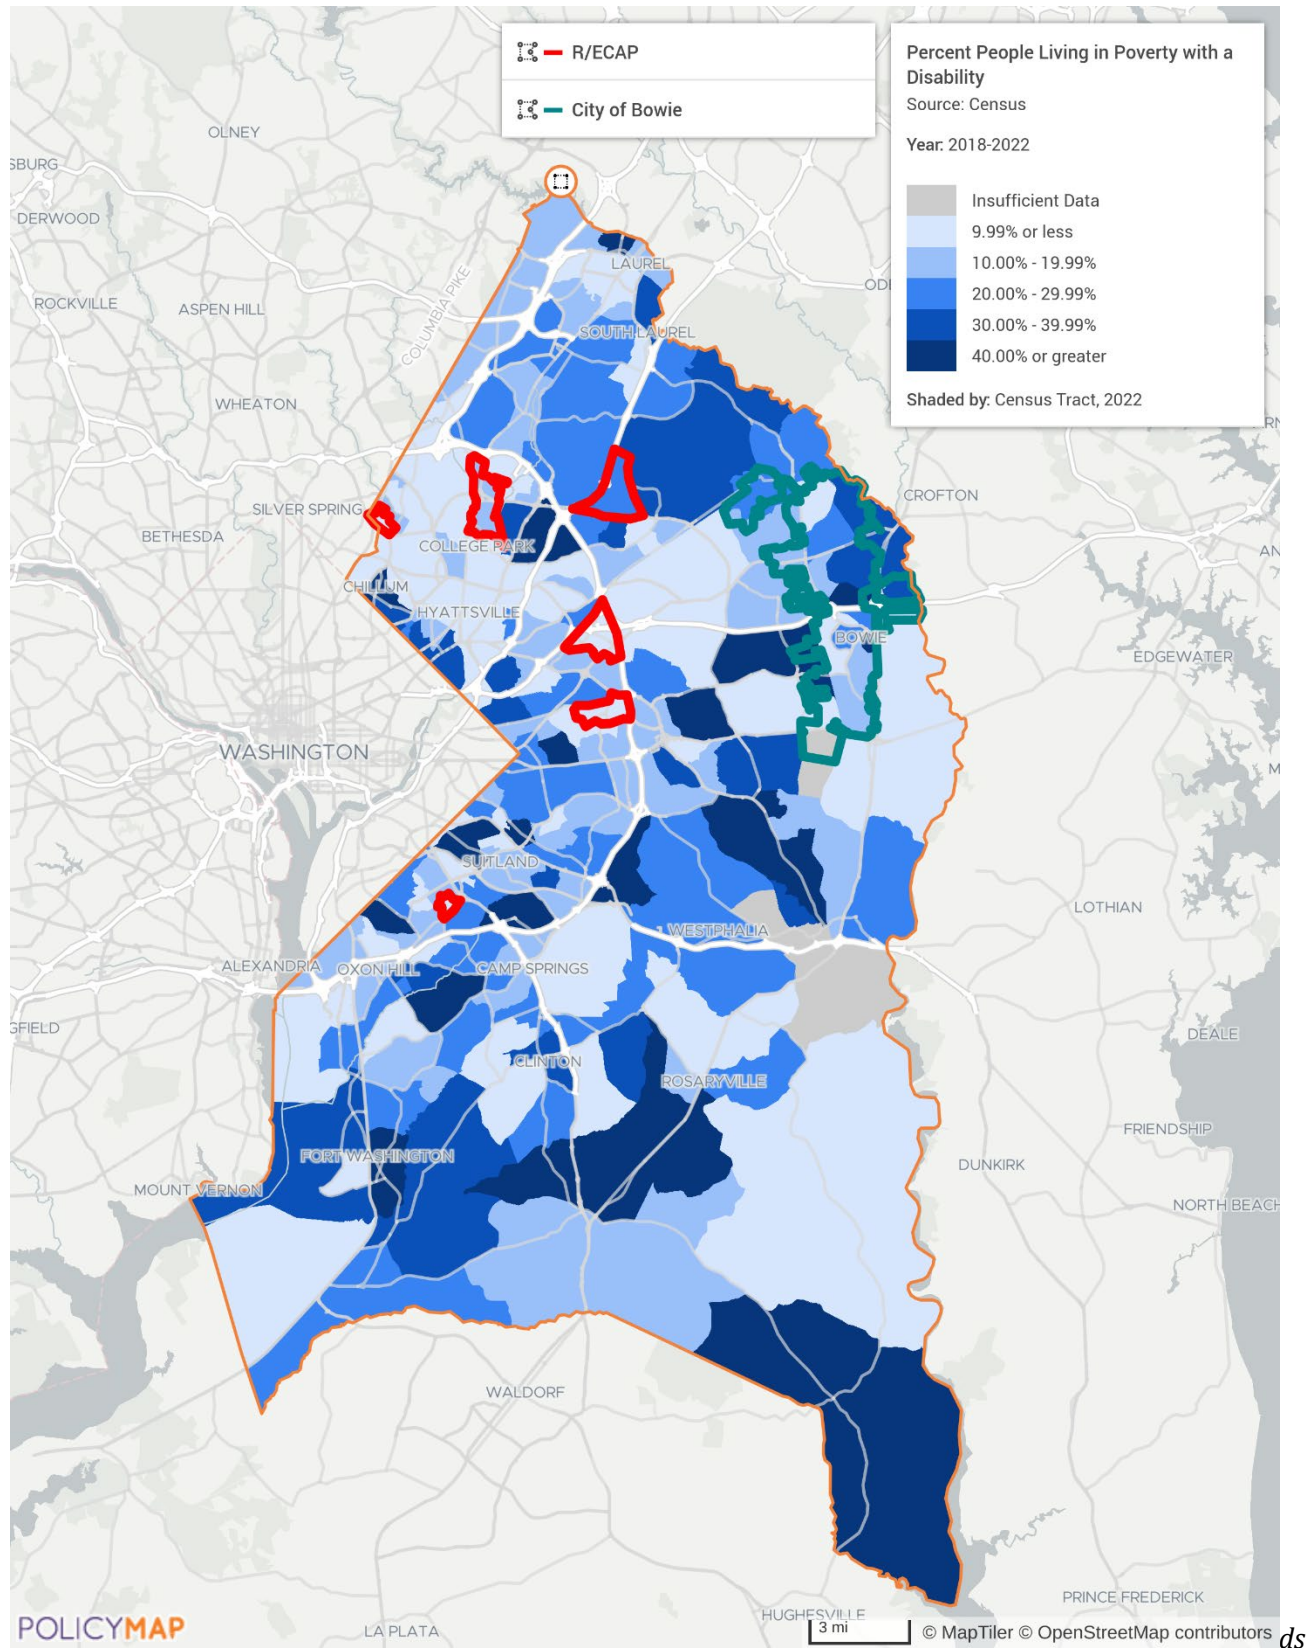 R/ECAP
City of Bowie
Percent People Living in Poverty with a
Disability
Source: Census
Year: 2018-2022
Insufficient Data
9.99% or less
10.00% - 19.99%
20.00% - 29.99%
30.00% - 39.99%
40.00% or greater
Shaded by: Census Tract, 2022
OLNEY
SBURG
DERWOOD
LAUREL
COLUMBIA PIKE
ODE
ROCKVILLE
ASPEN HILL
SOUTH LAUREL
WHEATON
CROFTON
SILVER SPRING
BETHESDA
COLLEGE PARK
AN
CHILLUM
HYATTSVILLE
BOWIE
EDGEWATER
WASHINGTON
M
SUITLAND
LOTHIAN
WESTPHALIA
ALEXANDRIA
OXON HILL
CAMP SPRINGS
GFIELD
DEALE
CLINTON
ROSARYVILLE
FRIENDSHIP
FORT WASHINGTON
DUNKIRK
MOUNT VERNON
NORTH BEACH
WALDORF
PRINCE FREDERICK
HUGHESVILLE
POLICYMAP
LA PLATA
3 mi
© MapTiler © OpenStreetMap contributors
ds